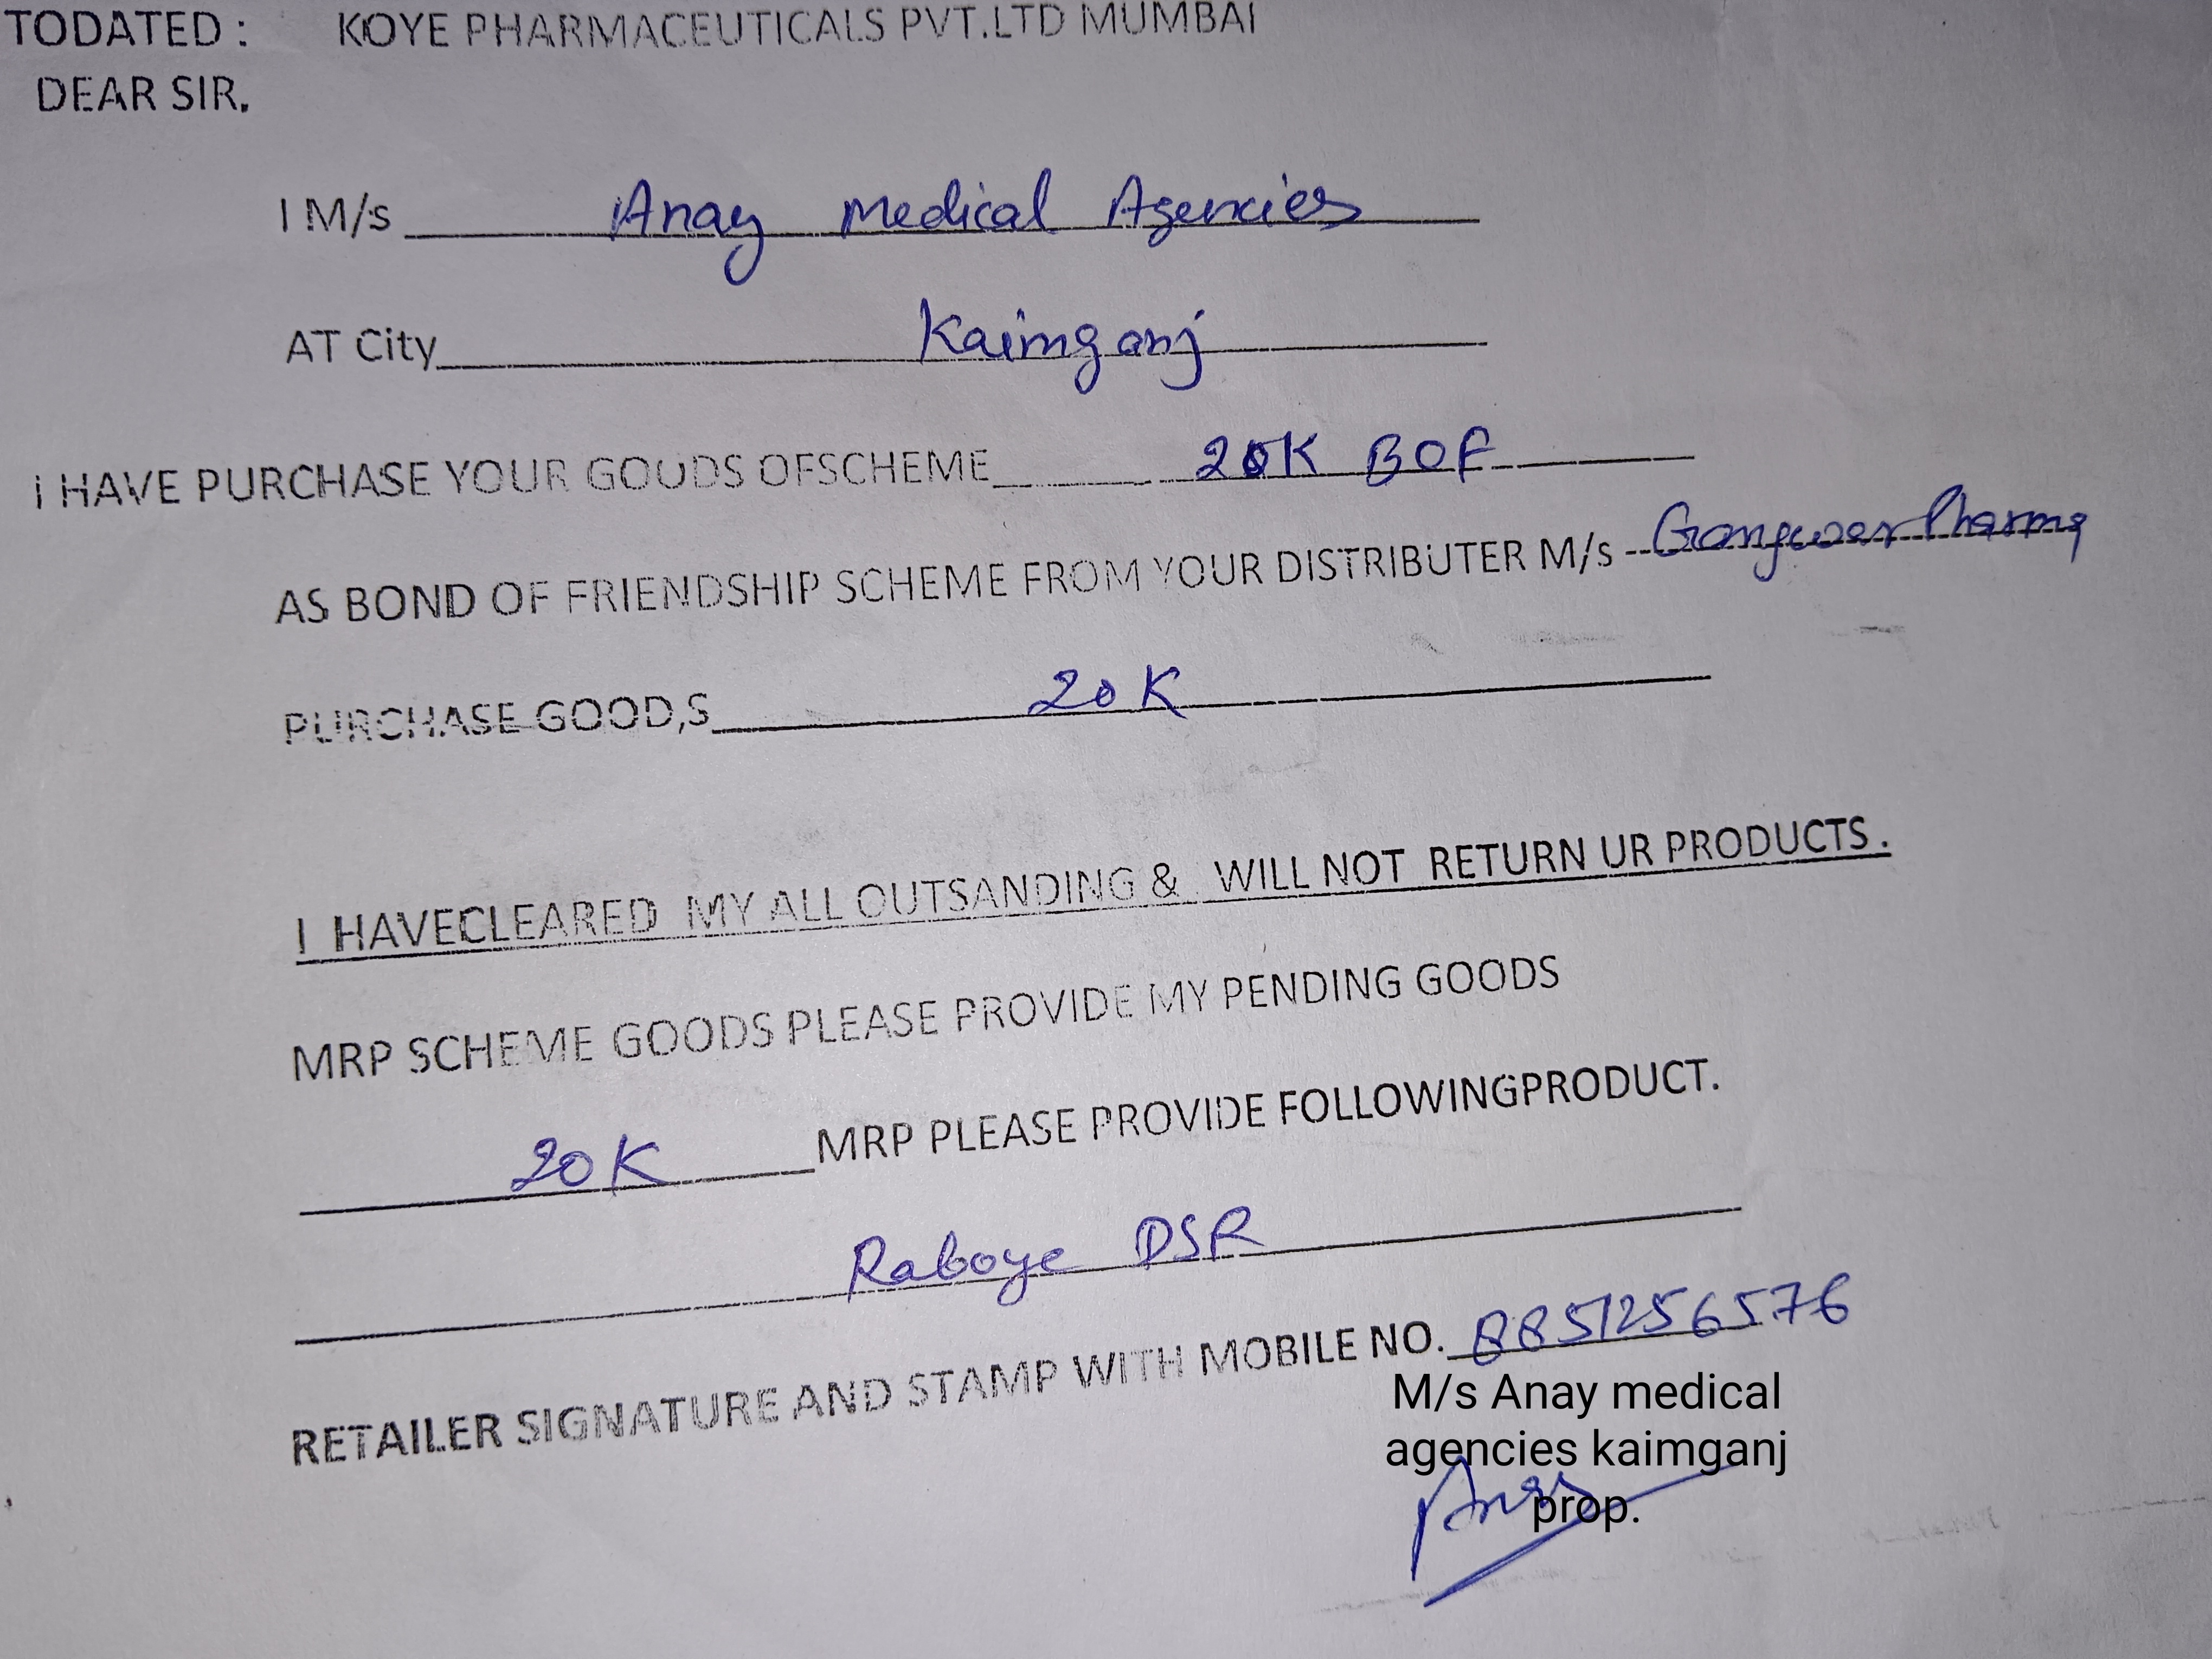 TODATED : KOYE PHARMACEUTICALS PVT.LTD MUMBAI
DEAR SIR.
I M/s Anay Medical Agencies
AT City Kaimganj
I HAVE PURCHASE YOUR GOODS OFSCHEME 20K BOF
AS BOND OF FRIENDSHIP SCHEME FROM YOUR DISTRIBUTER M/s Gangwar Pharma
PURCHASE GOOD,S 20K
I HAVECLEARED MY ALL OUTSANDING & WILL NOT RETURN UR PRODUCTS.
MRP SCHEME GOODS PLEASE PROVIDE MY PENDING GOODS
20K MRP PLEASE PROVIDE FOLLOWINGPRODUCT.
Raboye DSR
RETAILER SIGNATURE AND STAMP WITH MOBILE NO. 8851256576
M/s Anay medical
agencies kaimganj
prop.